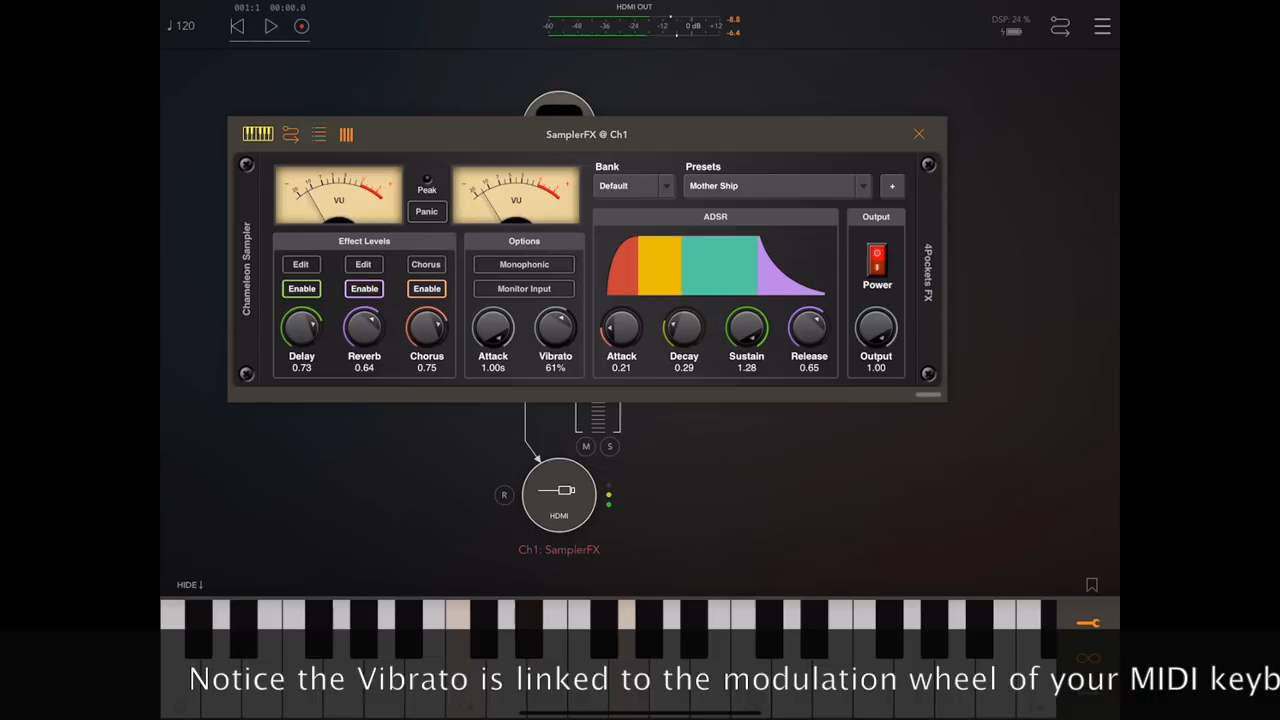 ♩ 120
001:1 00:00.0
HDMI OUT
-60 -48 -36 -24 -12 0 dB +12
-8.8
-6.4
DSP: 24 %
SamplerFX @ Ch1
Chameleon Sampler
VU
Peak
Panic
VU
Bank
Default
Presets
Mother Ship
+
Effect Levels
Edit Edit Chorus
Enable Enable Enable
Delay Reverb Chorus
0.73 0.64 0.75
Options
Monophonic
Monitor Input
Attack Vibrato
1.00s 61%
ADSR
Attack Decay Sustain Release
0.21 0.29 1.28 0.65
Output
Power
Output
1.00
4Pockets FX
M S
R
HDMI
Ch1: SamplerFX
HIDE↓
Notice the Vibrato is linked to the modulation wheel of your MIDI keyb